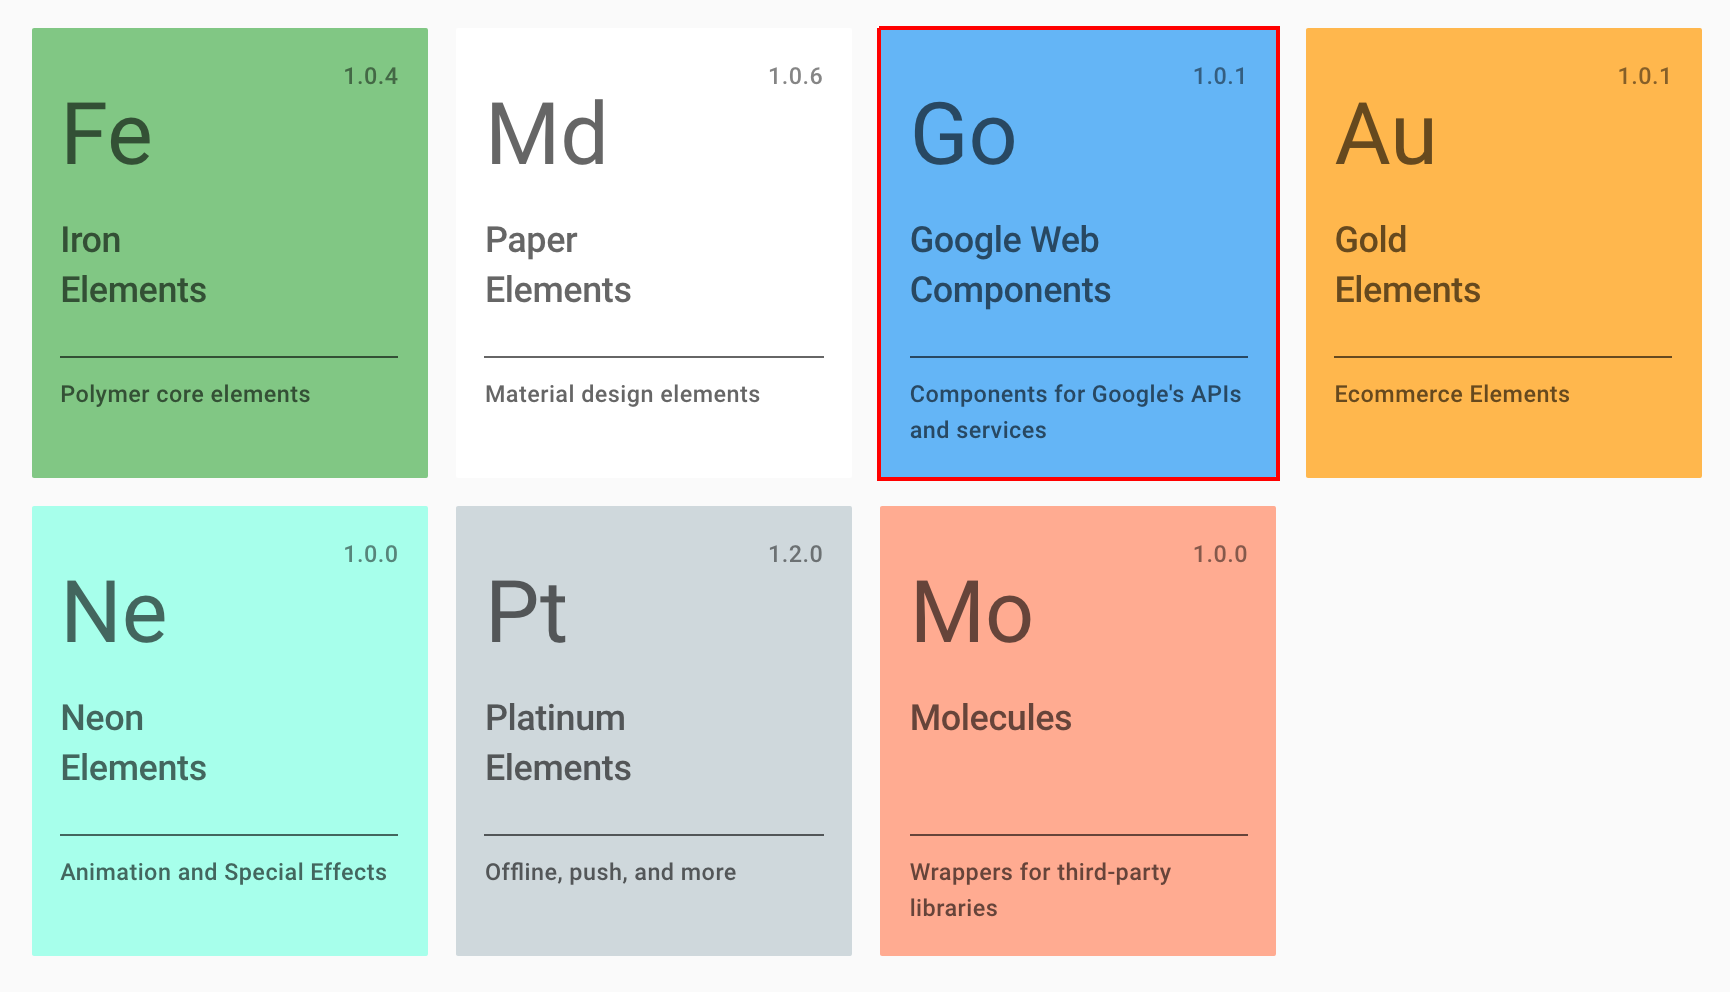 1.0.4
Fe
Iron
Elements
Polymer core elements
1.0.6
Md
Paper
Elements
Material design elements
1.0.1
Go
Google Web
Components
Components for Google's APIs
and services
1.0.1
Au
Gold
Elements
Ecommerce Elements
1.0.0
Ne
Neon
Elements
Animation and Special Effects
1.2.0
Pt
Platinum
Elements
Offline, push, and more
1.0.0
Mo
Molecules
Wrappers for third-party
libraries